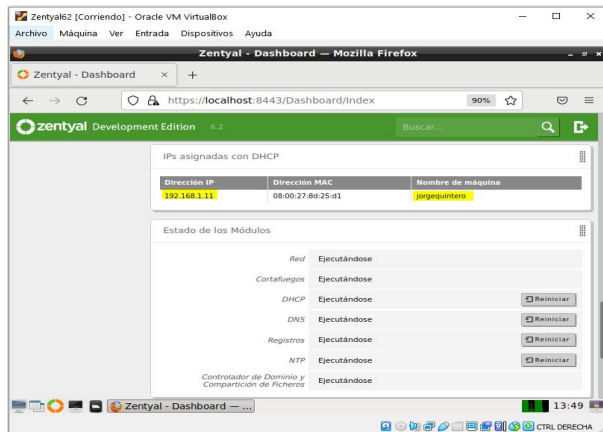 Zentyal62 [Corriendo] - Oracle VM VirtualBox
Archivo Máquina Ver Entrada Dispositivos Ayuda
Zentyal - Dashboard — Mozilla Firefox
Zentyal - Dashboard
https://localhost:8443/Dashboard/Index 90%
zentyal Development Edition 6.2 Buscar...
IPs asignadas con DHCP
Dirección IP Dirección MAC Nombre de máquina
192.168.1.11 08:00:27:8d:25:d1 jorgequintero
Estado de los Módulos
Red Ejecutándose
Cortafuegos Ejecutándose
DHCP Ejecutándose Reiniciar
DNS Ejecutándose Reiniciar
Registros Ejecutándose Reiniciar
NTP Ejecutándose Reiniciar
Controlador de Dominio y
Compartición de Ficheros Ejecutándose
Zentyal - Dashboard — ... 13:49
CTRL DERECHA